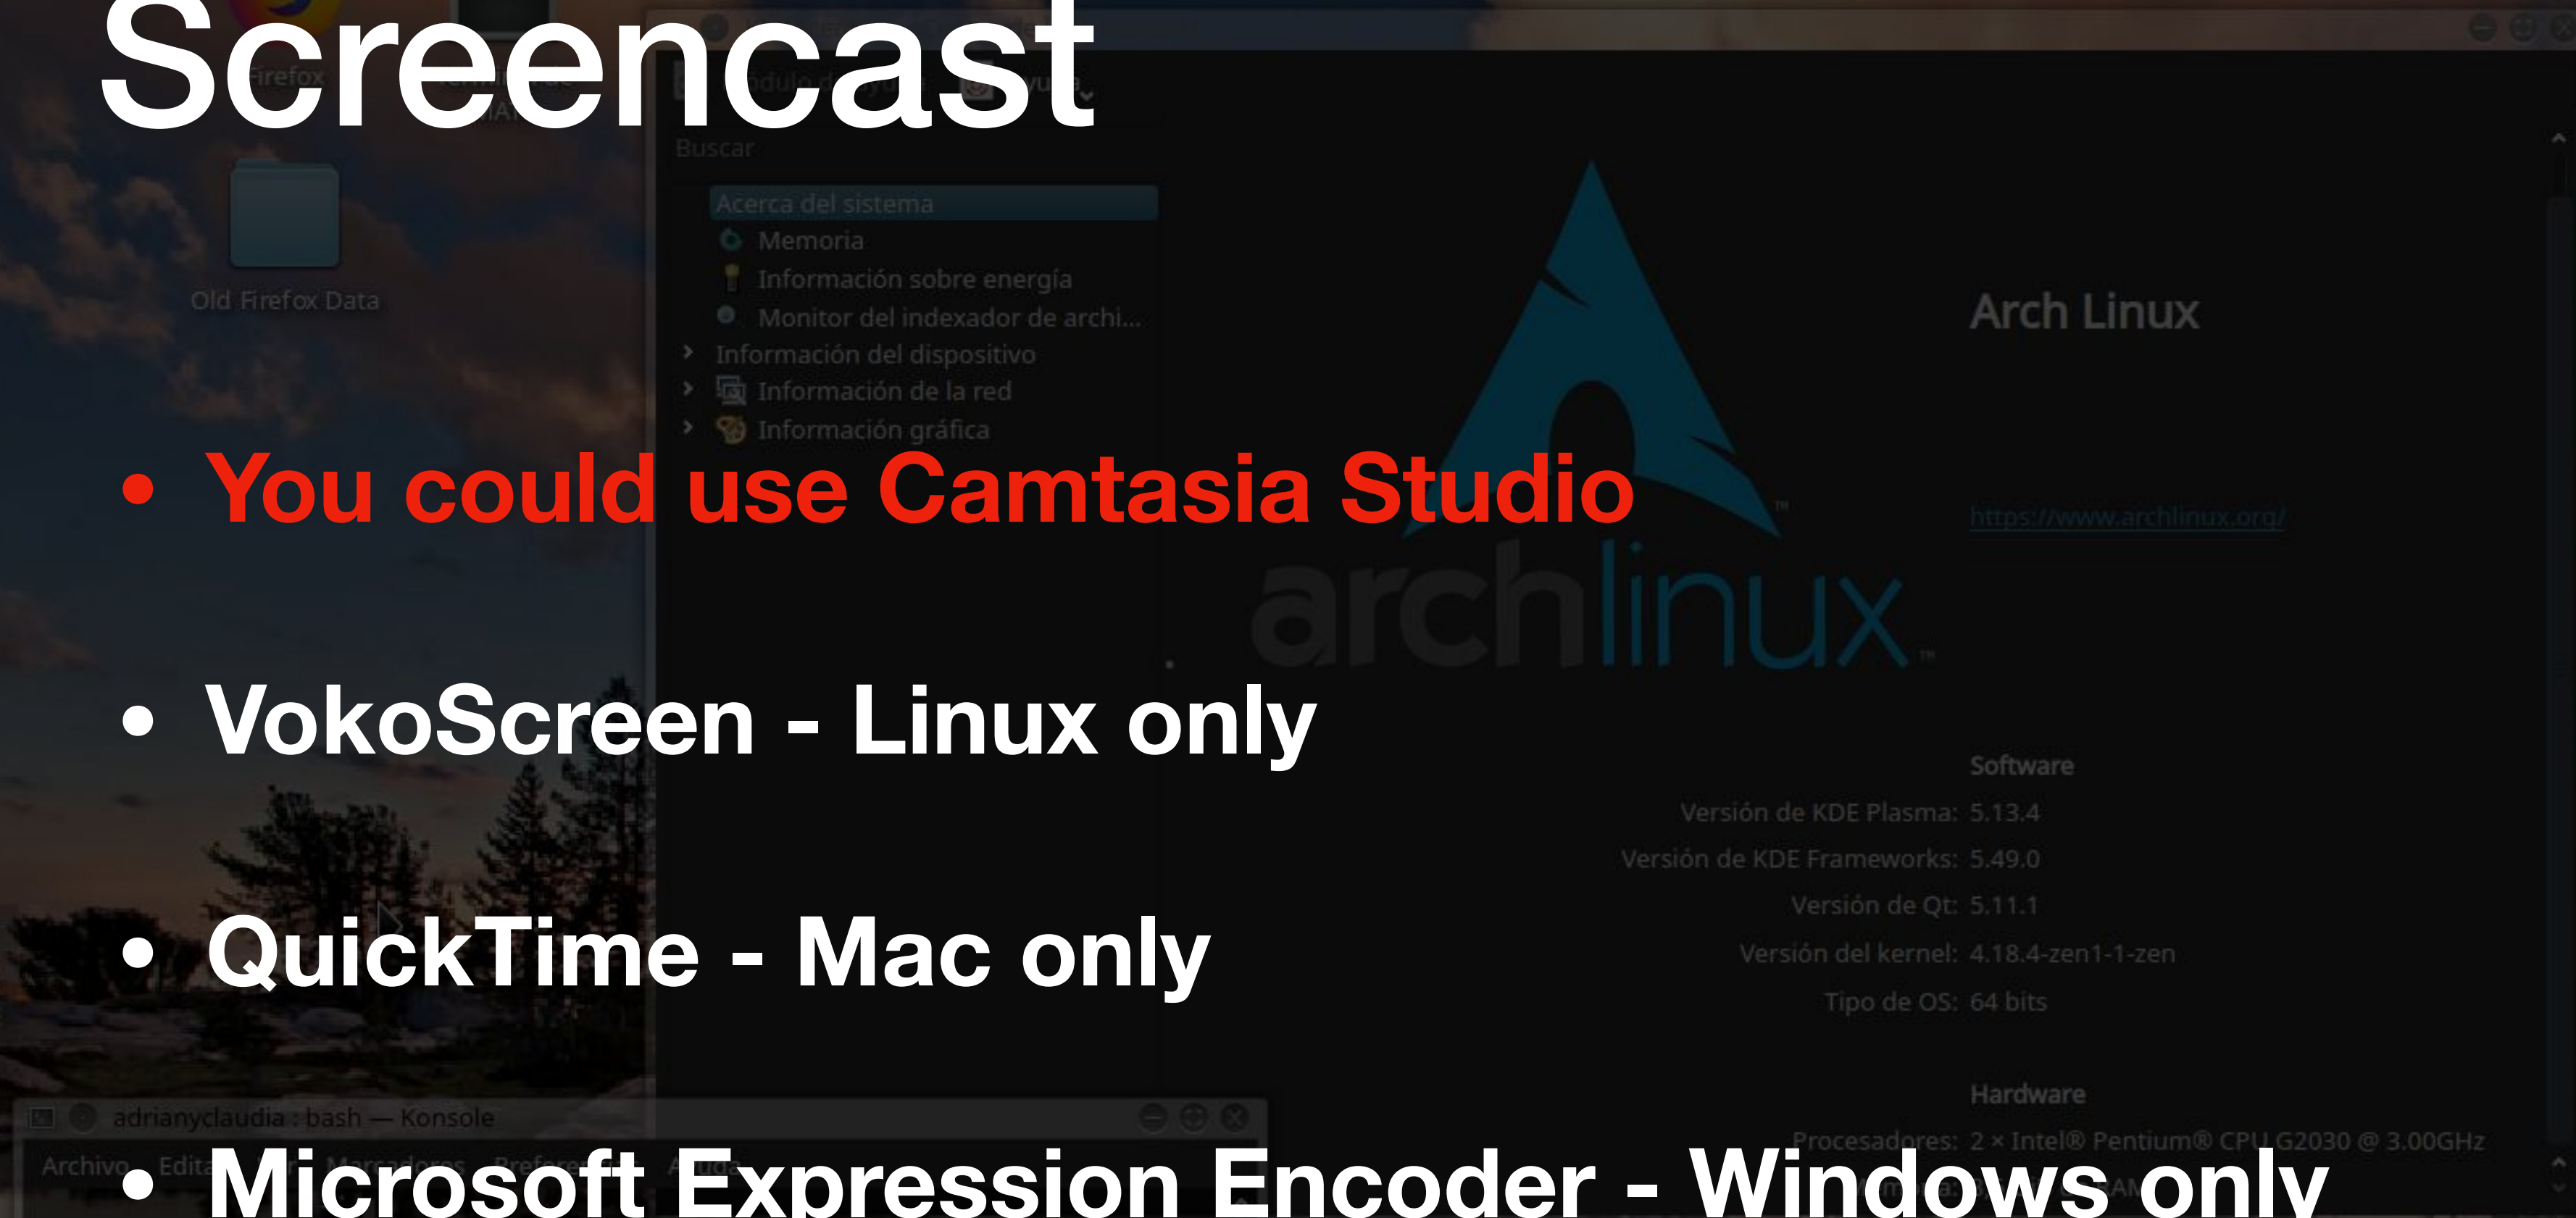 Screencast
Firefox
Buscar
Acerca del sistema
Memoria
Información sobre energía
Monitor del indexador de archi...
Información del dispositivo
Información de la red
Información gráfica
Old Firefox Data
Arch Linux
https://www.archlinux.org/
archlinux™
• You could use Camtasia Studio
• VokoScreen - Linux only
• QuickTime - Mac only
• Microsoft Expression Encoder - Windows only
Software
Versión de KDE Plasma: 5.13.4
Versión de KDE Frameworks: 5.49.0
Versión de Qt: 5.11.1
Versión del kernel: 4.18.4-zen1-1-zen
Tipo de OS: 64 bits
Hardware
Procesadores: 2 × Intel® Pentium® CPU G2030 @ 3.00GHz
adrianyclaudia : bash — Konsole
Archivo